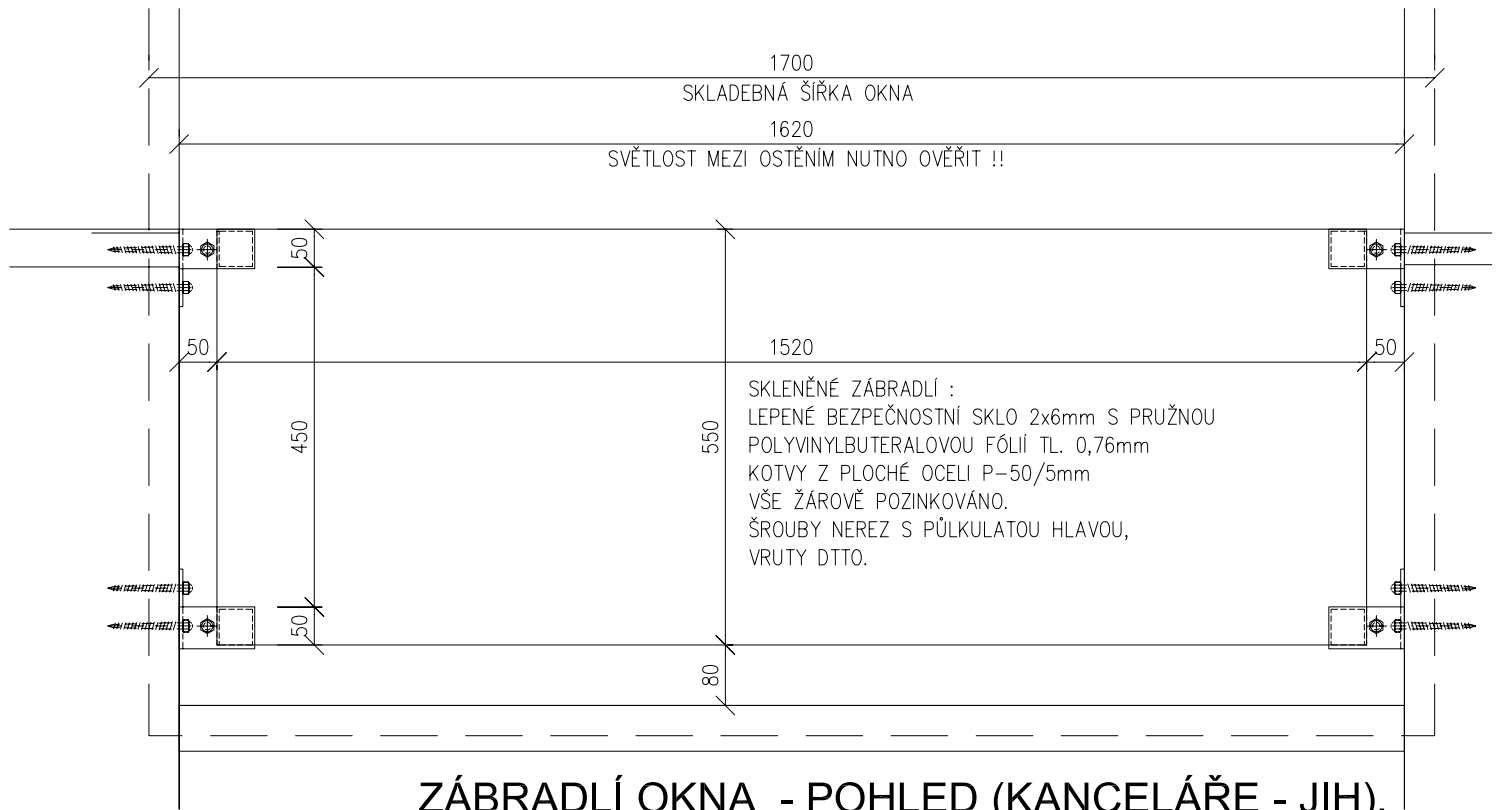 1700
SKLADEBNÁ ŠÍŘKA OKNA
1620
SVĚTLOST MEZI OSTĚNÍM NUTNO OVĚŘIT !!
50
50
1520
50
SKLENĚNÉ ZÁBRADLÍ :
LEPENÉ BEZPEČNOSTNÍ SKLO 2x6mm S PRUŽNOU
POLYVINYLBUTERALOVOU FÓLIÍ TL. 0,76mm
KOTVY Z PLOCHÉ OCELI P-50/5mm
VŠE ŽÁROVĚ POZINKOVÁNO.
ŠROUBY NEREZ S PŮLKULATOU HLAVOU,
VRUTY DTTO.
450
550
50
80
ZÁBRADLÍ OKNA - POHLED (KANCELÁŘE - JIH).